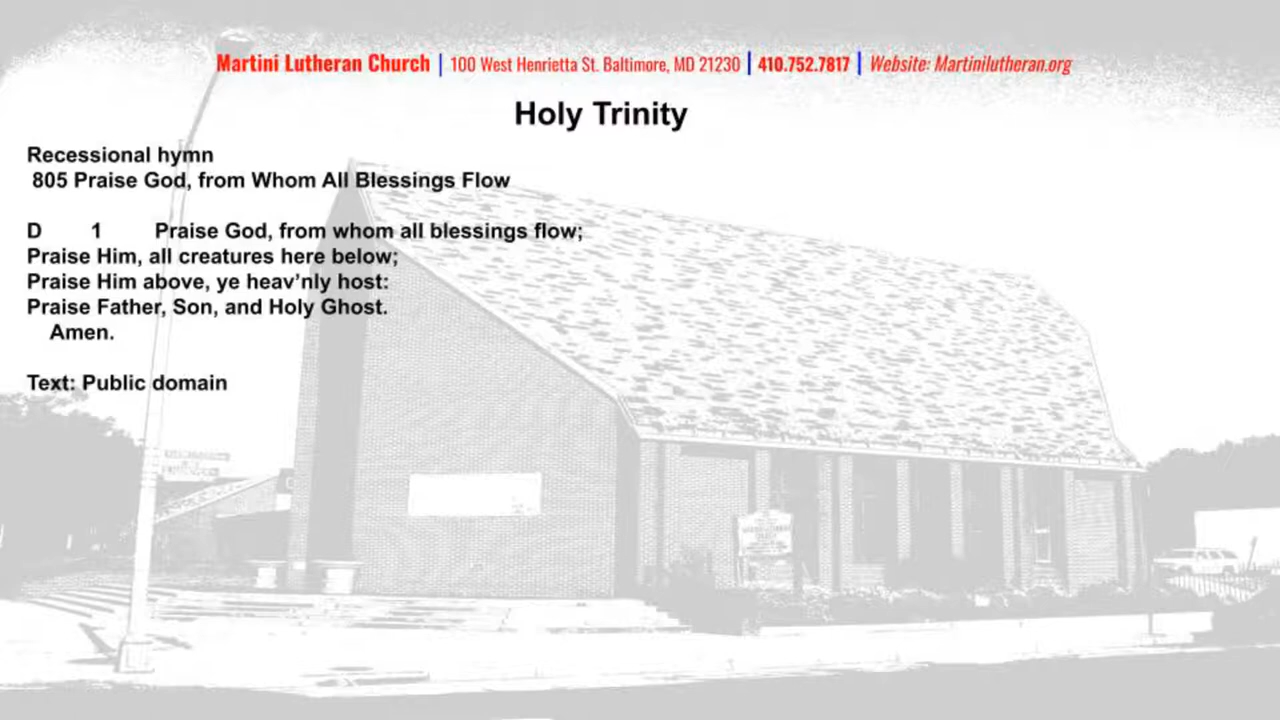 Martini Lutheran Church | 100 West Henrietta St. Baltimore, MD 21230 | 410.752.7817 | Website: Martinilutheran.org
Holy Trinity
Recessional hymn
805 Praise God, from Whom All Blessings Flow
D 1 Praise God, from whom all blessings flow;
Praise Him, all creatures here below;
Praise Him above, ye heav’nly host:
Praise Father, Son, and Holy Ghost.
Amen.
Text: Public domain